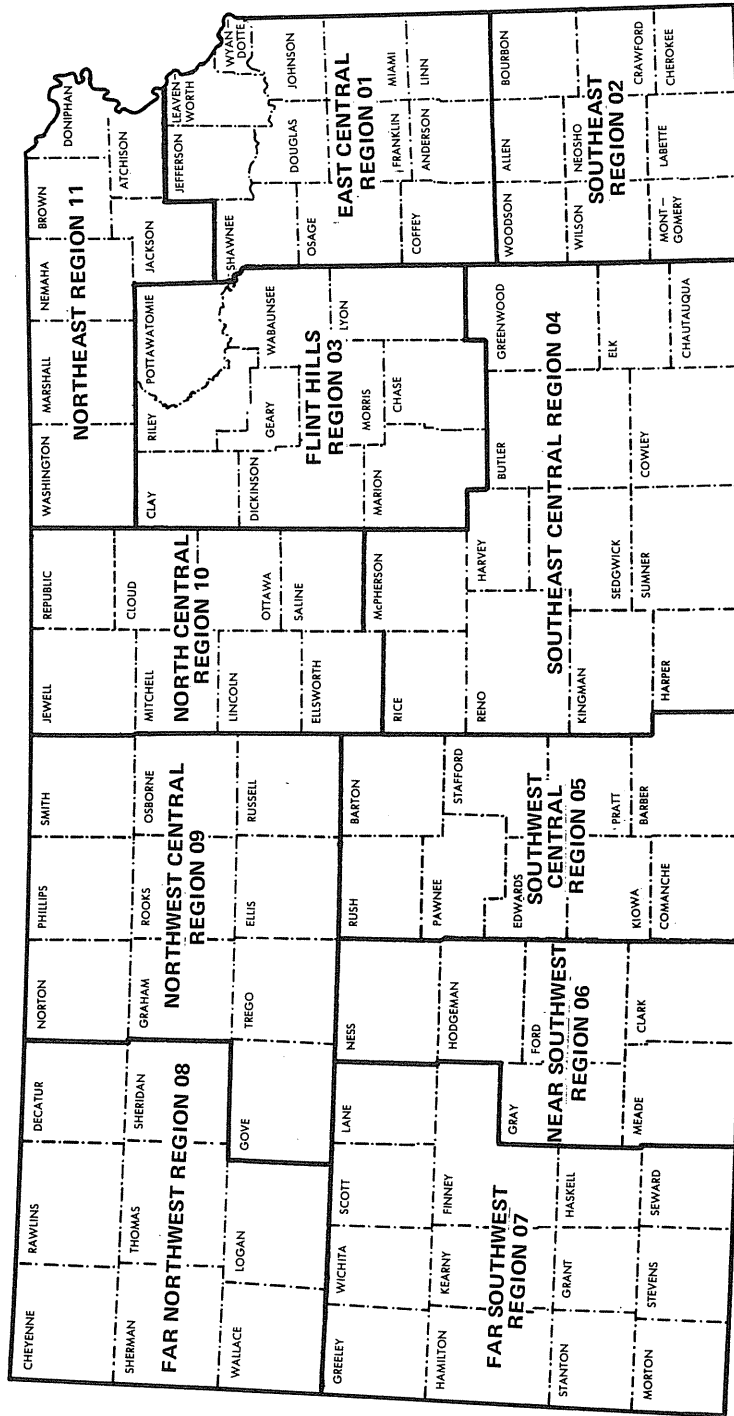 CHEYENNE
RAWLINS
DECATUR
NORTON
PHILLIPS
SMITH
JEWELL
REPUBLIC
WASHINGTON
MARSHALL
NEMAHA
BROWN
DONIPHAN
NORTHEAST REGION 11
ATCHISON
JACKSON
SHERMAN
THOMAS
SHERIDAN
FAR NORTHWEST REGION 08
WALLACE
LOGAN
GOVE
GRAHAM
ROOKS
OSBORNE
NORTHWEST CENTRAL
REGION 09
TREGO
ELLIS
RUSSELL
MITCHELL
CLOUD
NORTH CENTRAL
REGION 10
LINCOLN
OTTAWA
ELLSWORTH
SALINE
CLAY
RILEY
POTTAWATOMIE
DICKINSON
GEARY
WABAUNSEE
FLINT HILLS
REGION 03
MARION
MORRIS
CHASE
LYON
JEFFERSON
LEAVEN-
WORTH
WYAN
DOTTE
SHAWNEE
DOUGLAS
JOHNSON
OSAGE
EAST CENTRAL
REGION 01
FRANKLIN
MIAMI
COFFEY
ANDERSON
LINN
GREELEY
WICHITA
SCOTT
LANE
NESS
RUSH
BARTON
RICE
McPHERSON
HAMILTON
KEARNY
FINNEY
HODGEMAN
PAWNEE
STAFFORD
FAR SOUTHWEST
REGION 07
STANTON
GRANT
HASKELL
GRAY
FORD
NEAR SOUTHWEST
REGION 06
MORTON
STEVENS
SEWARD
MEADE
CLARK
EDWARDS
SOUTHWEST
CENTRAL
REGION 05
PRATT
KIOWA
BARBER
COMANCHE
RENO
HARVEY
BUTLER
GREENWOOD
SOUTHEAST CENTRAL REGION 04
KINGMAN
SEDGWICK
ELK
HARPER
SUMNER
COWLEY
CHAUTAUQUA
WOODSON
ALLEN
BOURBON
WILSON
NEOSHO
CRAWFORD
SOUTHEAST
REGION 02
MONT-
GOMERY
LABETTE
CHEROKEE